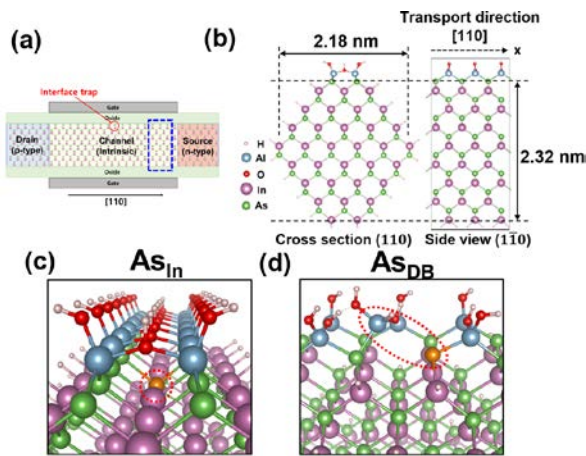 (a)
Interface trap
Gate
Oxide
Drain
(p-type)
Channel
(Intrinsic)
Source
(n-type)
Oxide
Gate
[110]
(b)
2.18 nm
Transport direction
[110]
x
H
Al
O
In
As
2.32 nm
Cross section (110)
Side view (11̅0)
(c)
AsIn
(d)
AsDB